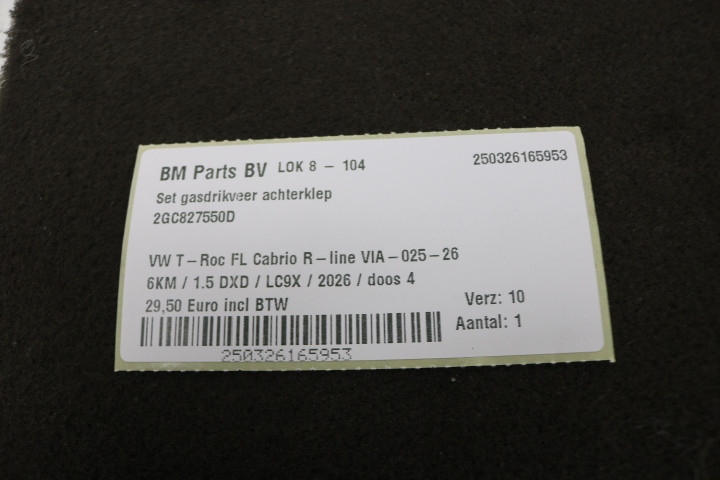 BM Parts BV LOK 8 - 104 250326165953
Set gasdrikveer achterklep
2GC827550D
VW T-Roc FL Cabrio R-line VIA-025-26
6KM / 1.5 DXD / LC9X / 2026 / doos 4
29,50 Euro incl BTW Verz: 10
Aantal: 1
250326165953